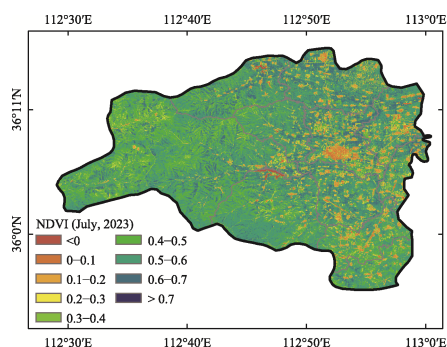 112°30′E 112°40′E 112°50′E 113°0′E
36°11′N
36°0′N
NDVI (July, 2023)
<0 0.4−0.5
0−0.1 0.5−0.6
0.1−0.2 0.6−0.7
0.2−0.3 > 0.7
0.3−0.4
112°30′E 112°40′E 112°50′E 113°0′E